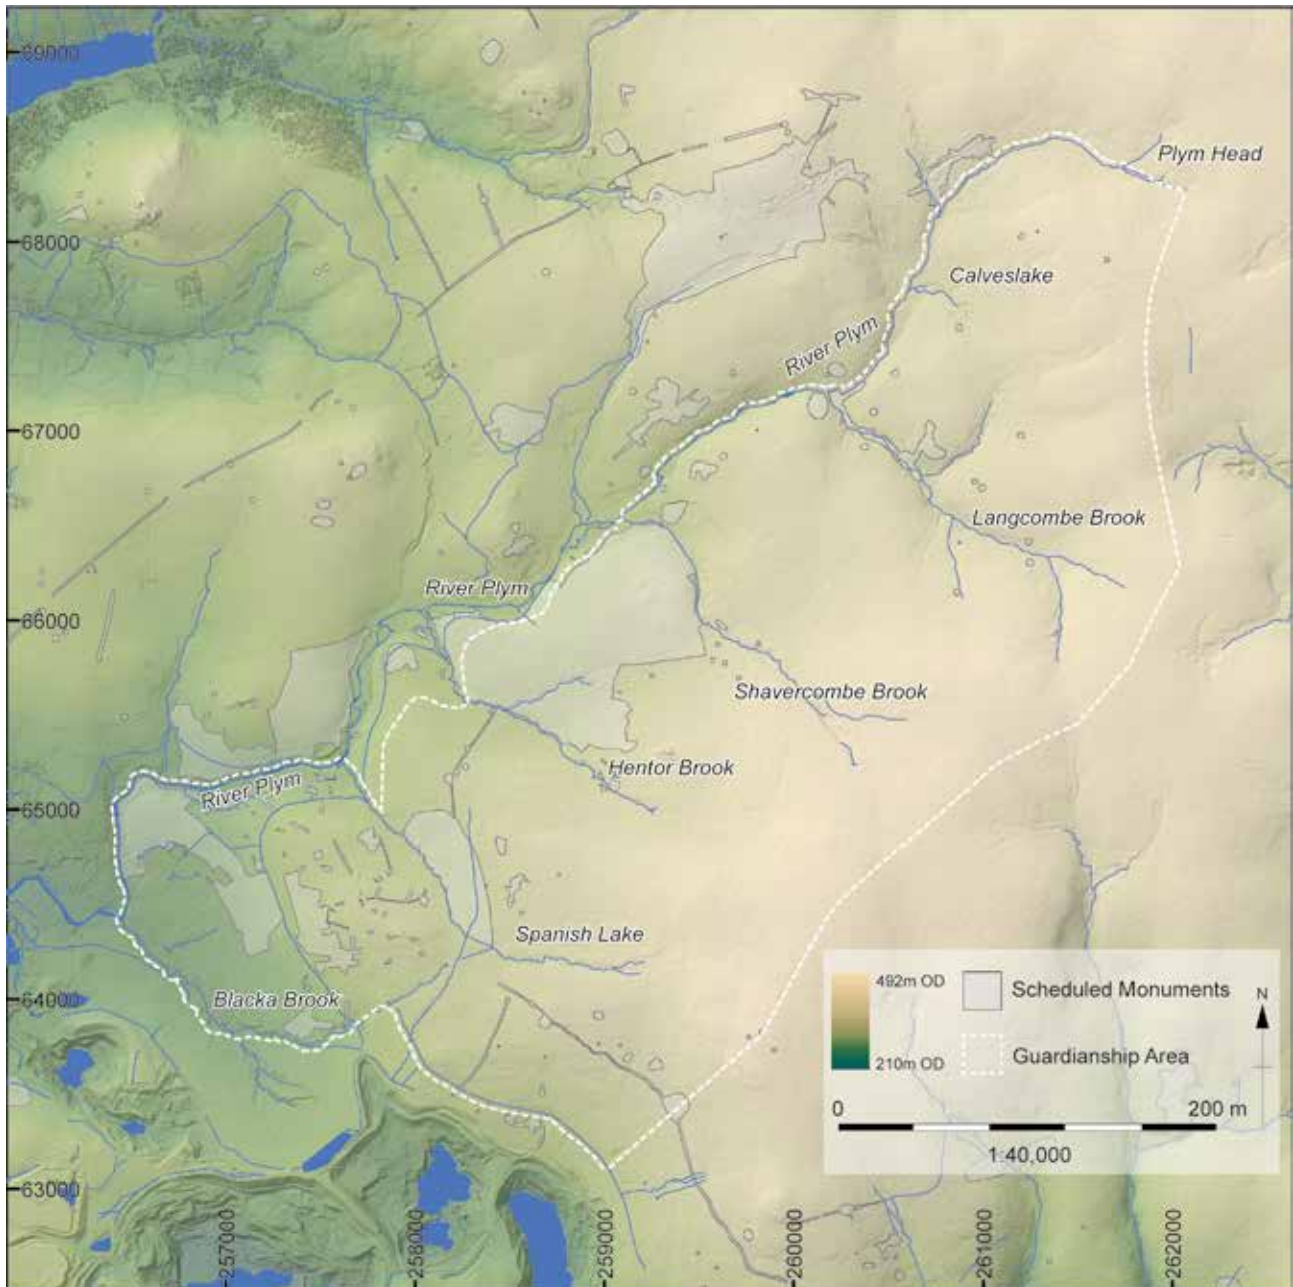 69000
Plym Head
68000
Calveslake
River Plym
67000
Langcombe Brook
River Plym
66000
Shavercombe Brook
Hentor Brook
River Plym
65000
Spanish Lake
Blacka Brook
64000
492m OD
Scheduled Monuments
N
Guardianship Area
210m OD
0
200 m
1:40,000
63000
257000
258000
259000
260000
261000
262000